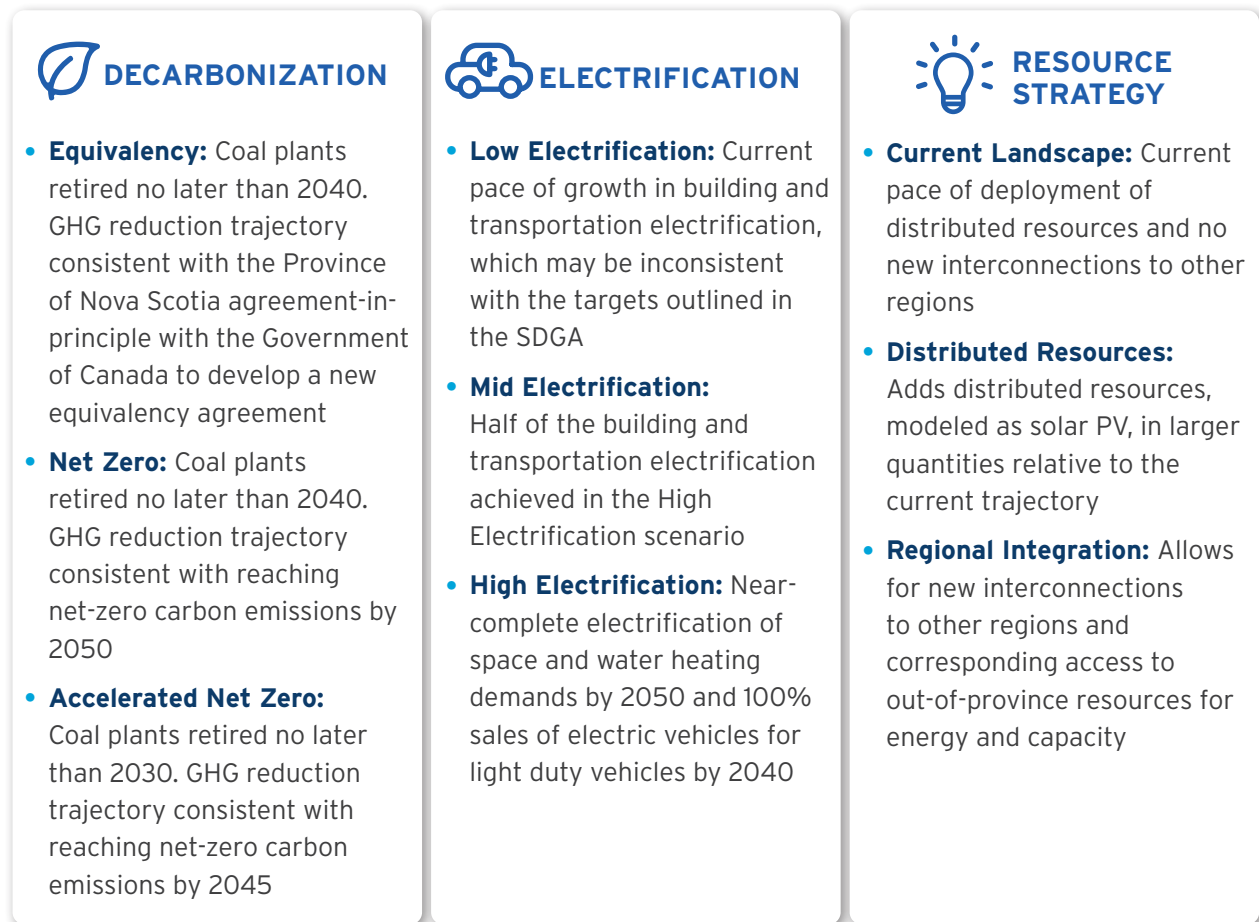 DECARBONIZATION
• Equivalency: Coal plants
retired no later than 2040.
GHG reduction trajectory
consistent with the Province
of Nova Scotia agreement-in-
principle with the Government
of Canada to develop a new
equivalency agreement
• Net Zero: Coal plants
retired no later than 2040.
GHG reduction trajectory
consistent with reaching
net-zero carbon emissions by
2050
• Accelerated Net Zero:
Coal plants retired no later
than 2030. GHG reduction
trajectory consistent with
reaching net-zero carbon
emissions by 2045
ELECTRIFICATION
• Low Electrification: Current
pace of growth in building and
transportation electrification,
which may be inconsistent
with the targets outlined in
the SDGA
• Mid Electrification:
Half of the building and
transportation electrification
achieved in the High
Electrification scenario
• High Electrification: Near-
complete electrification of
space and water heating
demands by 2050 and 100%
sales of electric vehicles for
light duty vehicles by 2040
RESOURCE
STRATEGY
• Current Landscape: Current
pace of deployment of
distributed resources and no
new interconnections to other
regions
• Distributed Resources:
Adds distributed resources,
modeled as solar PV, in larger
quantities relative to the
current trajectory
• Regional Integration: Allows
for new interconnections
to other regions and
corresponding access to
out-of-province resources for
energy and capacity